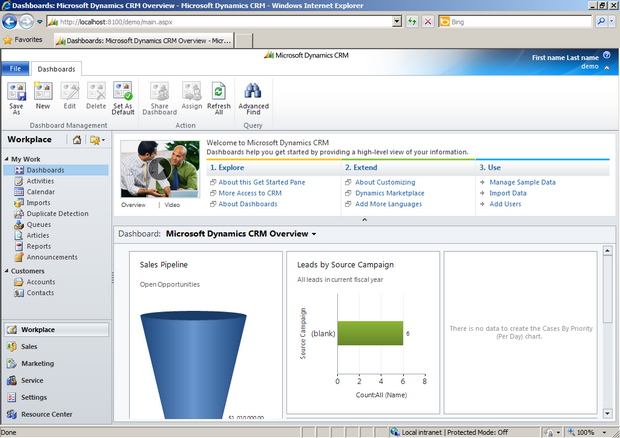 Dashboards: Microsoft Dynamics CRM Overview - Microsoft Dynamics CRM - Windows Internet Explorer
http://localhost:8100/demo/main.aspx
Bing
Favorites
Dashboards: Microsoft Dynamics CRM Overview - Micr...
Microsoft Dynamics CRM
First name Last name
demo
File
Dashboards
Save As
New
Edit
Delete
Set As Default
Share Dashboard
Assign
Refresh All
Advanced Find
Dashboard Management
Action
Query
Workplace
My Work
Dashboards
Activities
Calendar
Imports
Duplicate Detection
Queues
Articles
Reports
Announcements
Customers
Accounts
Contacts
Workplace
Sales
Marketing
Service
Settings
Resource Center
Welcome to Microsoft Dynamics CRM
Dashboards help you get started by providing a high-level view of your information.
Overview | Video
1. Explore
About this Get Started Pane
More Access to CRM
About Dashboards
2. Extend
About Customizing
Dynamics Marketplace
Add More Languages
3. Use
Manage Sample Data
Import Data
Add Users
Dashboard: Microsoft Dynamics CRM Overview
Sales Pipeline
Open Opportunities
Leads by Source Campaign
All leads in current fiscal year
Source Campaign
(blank)
6
0 2 4 6 8
Count:All (Name)
There is no data to create the Cases By Priority
(Per Day) chart.
Done
Local intranet | Protected Mode: Off
100%